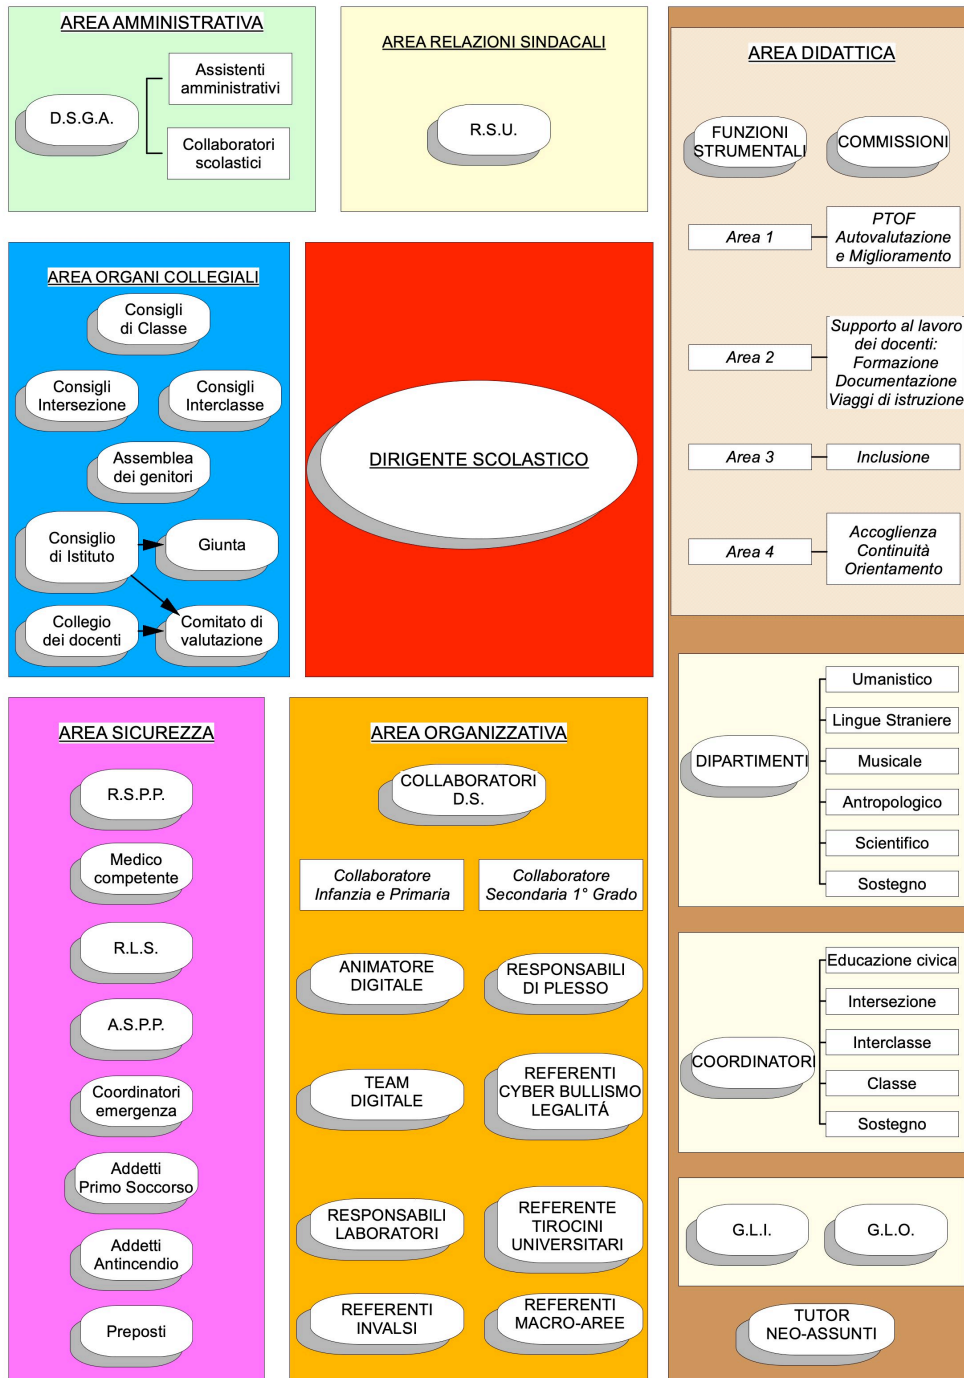 AREA AMMINISTRATIVA
D.S.G.A.
Assistenti
amministrativi
Collaboratori
scolastici
AREA RELAZIONI SINDACALI
R.S.U.
AREA DIDATTICA
FUNZIONI
STRUMENTALI
COMMISSIONI
Area 1
PTOF
Autovalutazione
e Miglioramento
Area 2
Supporto al lavoro
dei docenti:
Formazione
Documentazione
Viaggi di istruzione
Area 3
Inclusione
Area 4
Accoglienza
Continuità
Orientamento
AREA ORGANI COLLEGIALI
Consigli
di Classe
Consigli
Intersezione
Consigli
Interclasse
Assemblea
dei genitori
Consiglio
di Istituto
Giunta
Collegio
dei docenti
Comitato di
valutazione
DIRIGENTE SCOLASTICO
DIPARTIMENTI
Umanistico
Lingue Straniere
Musicale
Antropologico
Scientifico
Sostegno
COORDINATORI
Educazione civica
Intersezione
Interclasse
Classe
Sostegno
G.L.I.
G.L.O.
TUTOR
NEO-ASSUNTI
AREA SICUREZZA
R.S.P.P.
Medico
competente
R.L.S.
A.S.P.P.
Coordinatori
emergenza
Addetti
Primo Soccorso
Addetti
Antincendio
Preposti
AREA ORGANIZZATIVA
COLLABORATORI
D.S.
Collaboratore
Infanzia e Primaria
Collaboratore
Secondaria 1° Grado
ANIMATORE
DIGITALE
RESPONSABILI
DI PLESSO
TEAM
DIGITALE
REFERENTI
CYBER BULLISMO
LEGALITÁ
RESPONSABILI
LABORATORI
REFERENTE
TIROCINI
UNIVERSITARI
REFERENTI
INVALSI
REFERENTI
MACRO-AREE